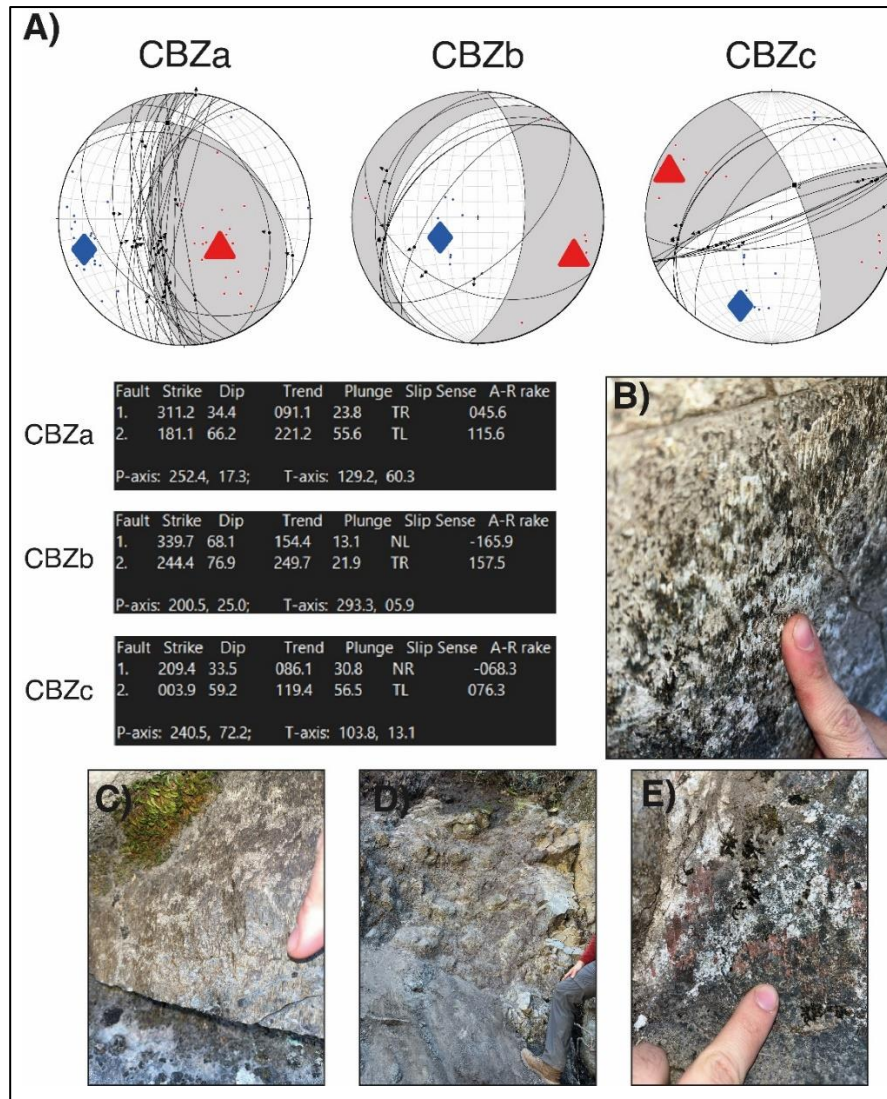 A)
CBZa CBZb CBZc
CBZa
Fault Strike Dip Trend Plunge Slip Sense A-R rake
1. 311.2 34.4 091.1 23.8 TR 045.6
2. 181.1 66.2 221.2 55.6 TL 115.6
P-axis: 252.4, 17.3; T-axis: 129.2, 60.3
CBZb
Fault Strike Dip Trend Plunge Slip Sense A-R rake
1. 339.7 68.1 154.4 13.1 NL -165.9
2. 244.4 76.9 249.7 21.9 TR 157.5
P-axis: 200.5, 25.0; T-axis: 293.3, 05.9
CBZc
Fault Strike Dip Trend Plunge Slip Sense A-R rake
1. 209.4 33.5 086.1 30.8 NR -068.3
2. 003.9 59.2 119.4 56.5 TL 076.3
P-axis: 240.5, 72.2; T-axis: 103.8, 13.1
B)
C)
D)
E)